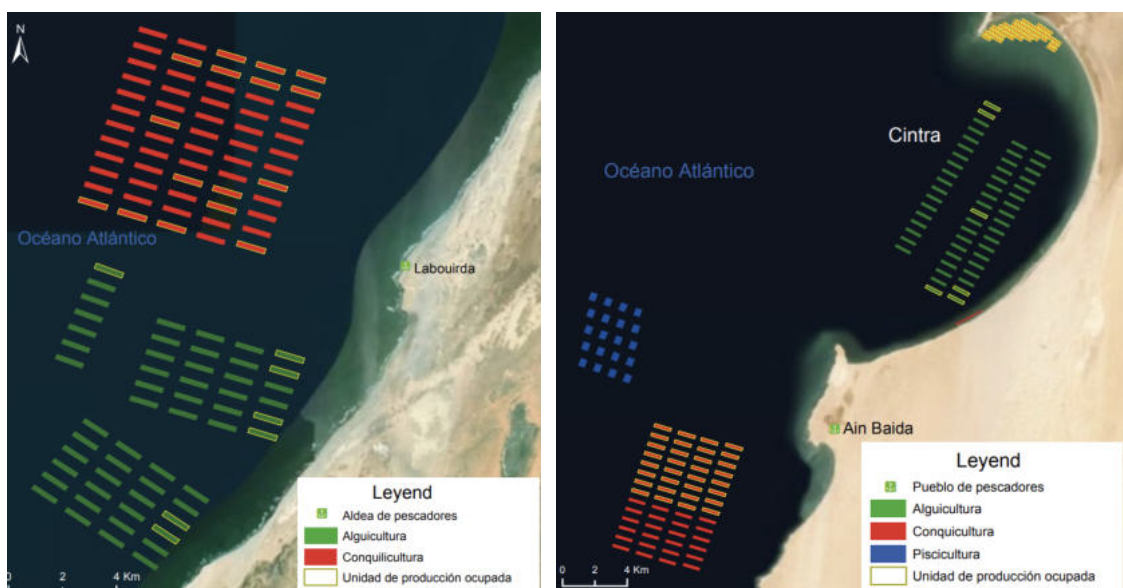 N
Océano Atlántico
Labouirda
Leyend
Aldea de pescadores
Alguicultura
Conquilicultura
Unidad de producción ocupada
0 2 4 Km
Cintra
Océano Atlántico
Ain Baida
Leyend
Pueblo de pescadores
Alguicultura
Conquicultura
Piscicultura
Unidad de producción ocupada
0 2 4 Km